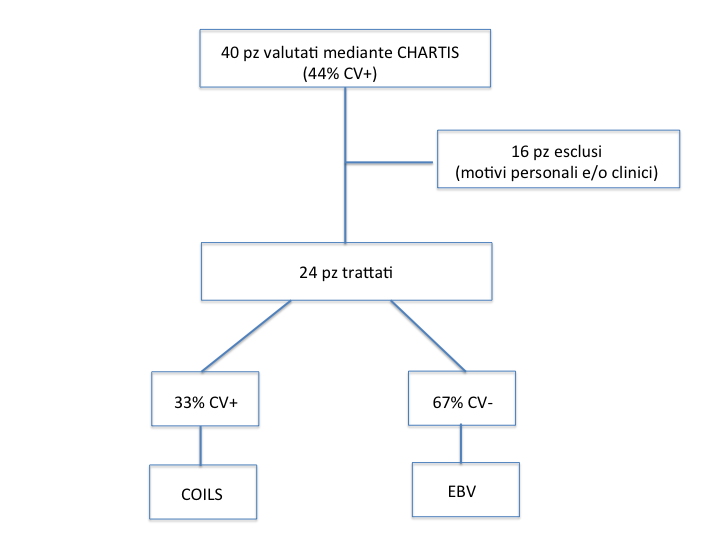 40 pz valutati mediante CHARTIS
(44% CV+)
16 pz esclusi
(motivi personali e/o clinici)
24 pz trattati
33% CV+
67% CV-
COILS
EBV